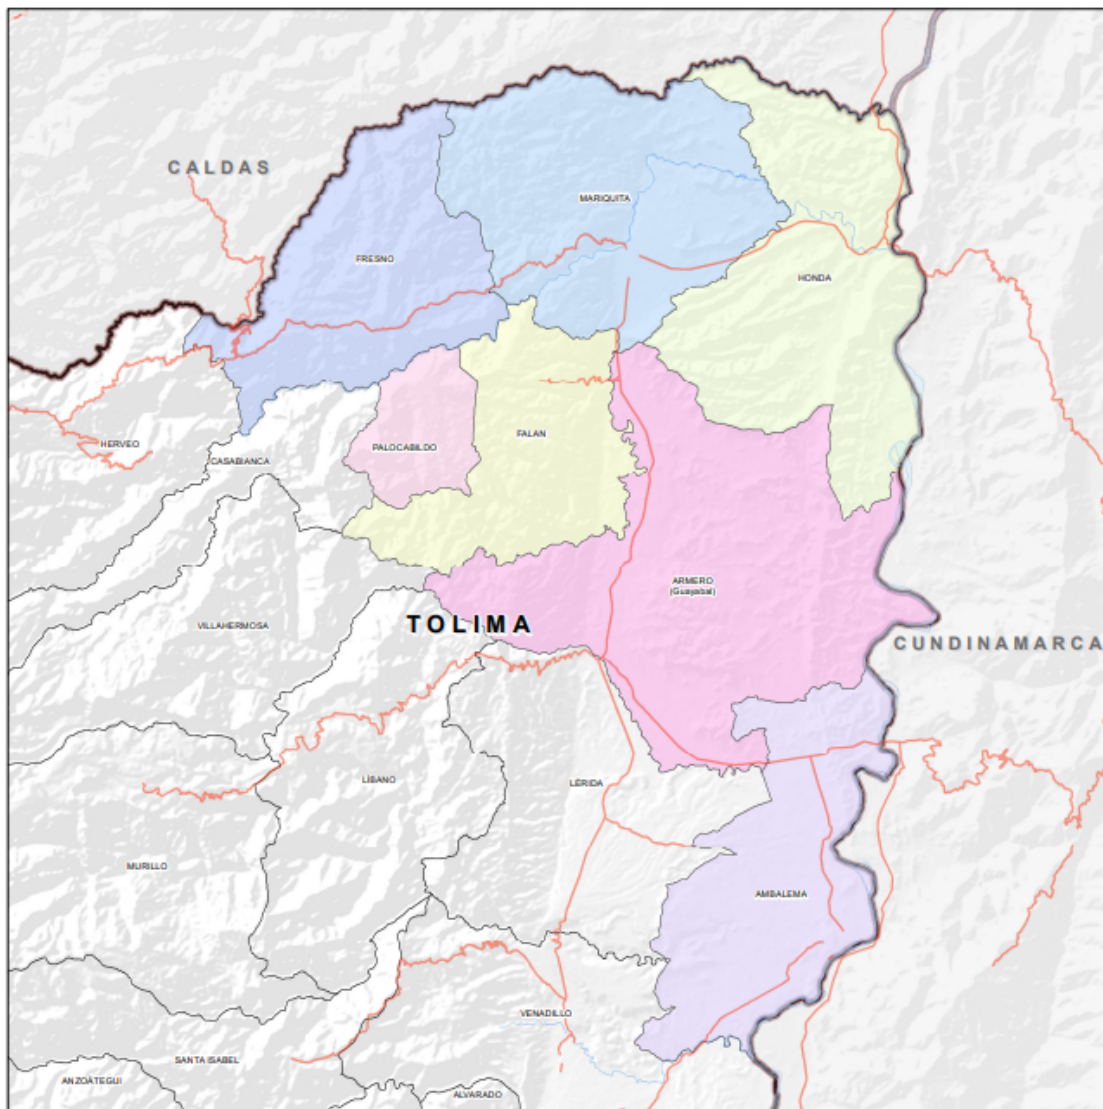 CALDAS
MARIQUITA
FRESNO
HONDA
HERVEO
PALOCABILDO
FALAN
CASABIANCA
ARMERO
(Guayabal)
VILLAHERMOSA
TOLIMA
CUNDINAMARCA
LÍBANO
LÉRIDA
MURILLO
AMBALEMA
VENADILLO
SANTA ISABEL
ANZOÁTEGUI
ALVARADO